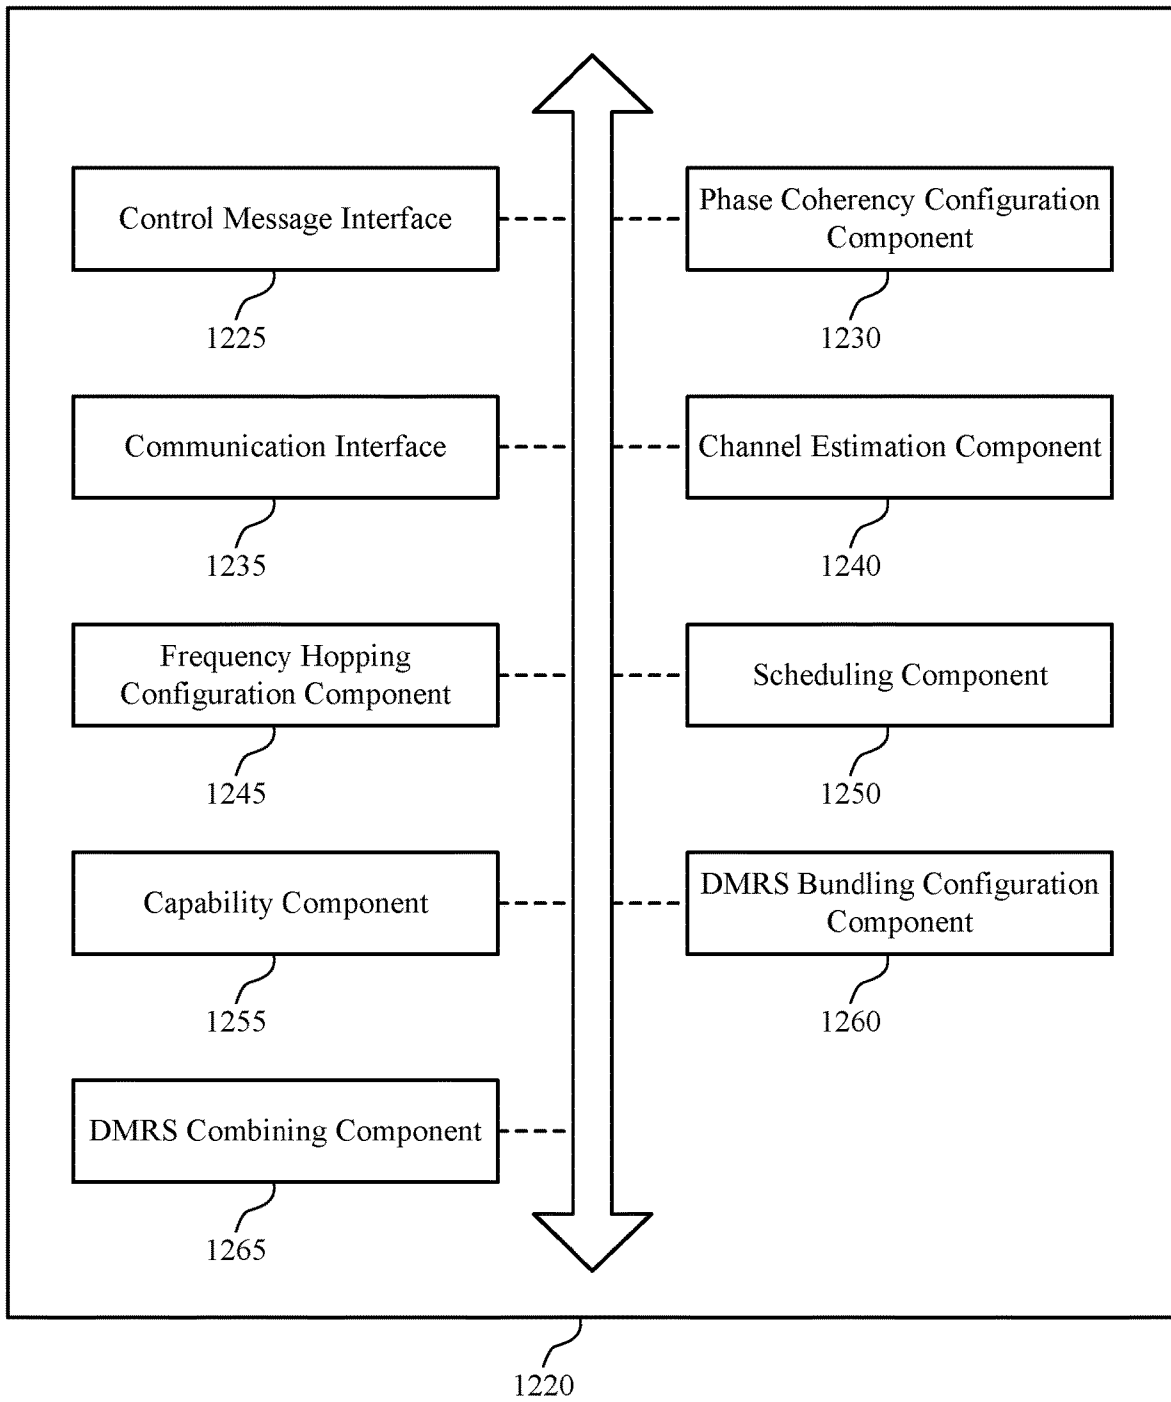 Control Message Interface
1225
Phase Coherency Configuration
Component
1230
Communication Interface
1235
Channel Estimation Component
1240
Frequency Hopping
Configuration Component
1245
Scheduling Component
1250
Capability Component
1255
DMRS Bundling Configuration
Component
1260
DMRS Combining Component
1265
1220